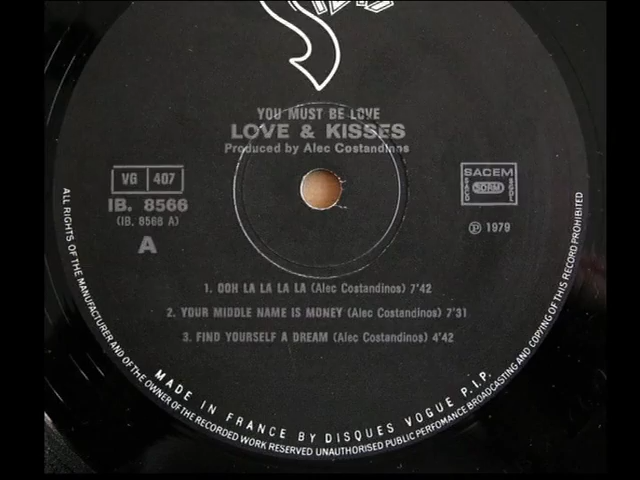 YOU MUST BE LOVE
LOVE & KISSES
Produced by Alec Costandinos
VG 407
IB. 8566
(IB. 8566 A)
A
SACEM
SACD
SDRM
SGDL
Ⓟ 1979
1. OOH LA LA LA LA (Alec Costandinos) 7'42
2. YOUR MIDDLE NAME IS MONEY (Alec Costandinos) 7'31
3. FIND YOURSELF A DREAM (Alec Costandinos) 4'42
MADE IN FRANCE BY DISQUES VOGUE P.I.P.
ALL RIGHTS OF THE MANUFACTURER AND OF THE OWNER OF THE RECORDED WORK RESERVED UNAUTHORISED PUBLIC PERFOMANCE BROADCASTING AND COPYING OF THIS RECORD PROHIBITED